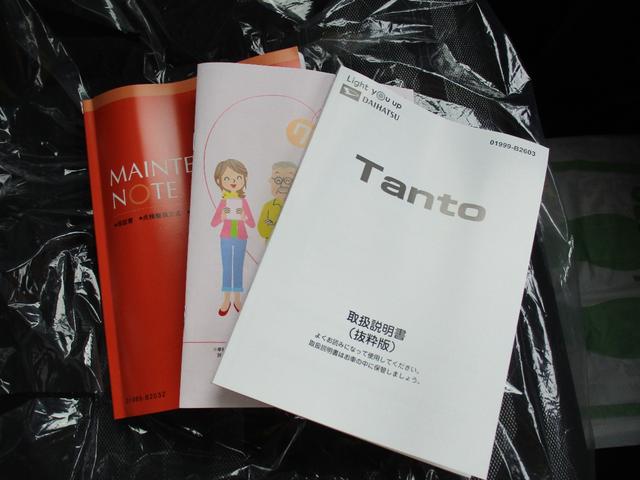 MAINTE
NOTE
01999-B2032
Light you up
DAIHATSU
01999-B2603
Tanto
取扱説明書
(抜粋版)
よくお読みになって使用してください。
取扱説明書はお車の中に保管しましょう。